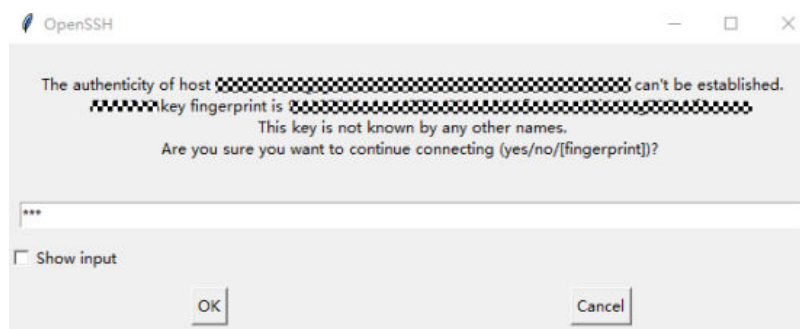 OpenSSH
The authenticity of host can't be established.
key fingerprint is
This key is not known by any other names.
Are you sure you want to continue connecting (yes/no/[fingerprint])?
***
Show input
OK Cancel